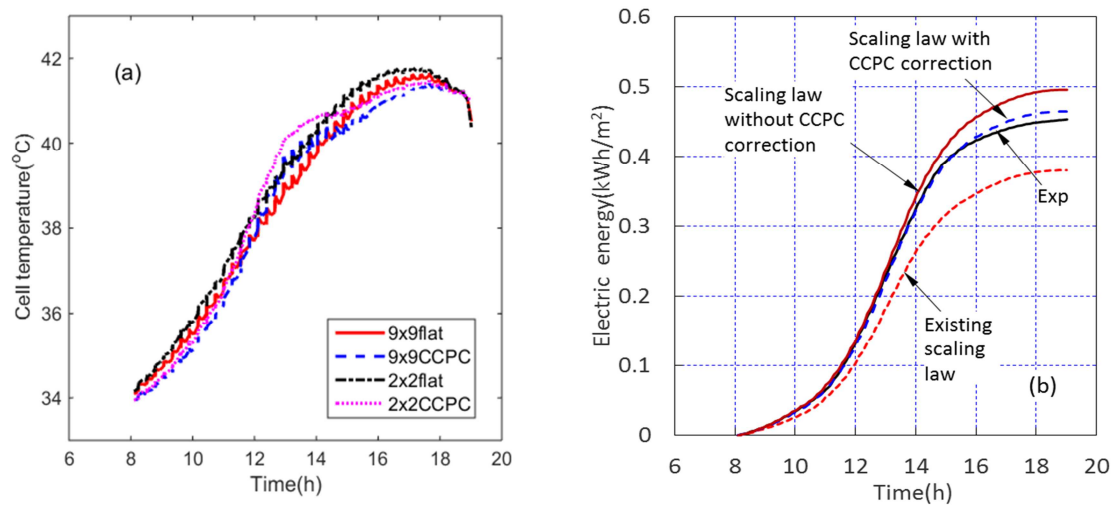 (a)
Cell temperature(°C)
42
40
38
36
34
6
8
10
12
14
16
18
20
Time(h)
9x9flat
9x9CCPC
2x2flat
2x2CCPC
Electric energy(kWh/m²)
0.6
0.5
0.4
0.3
0.2
0.1
0
6
8
10
12
14
16
18
20
Time(h)
Scaling law with
CCPC correction
Scaling law
without CCPC
correction
Exp
Existing
scaling
law
(b)